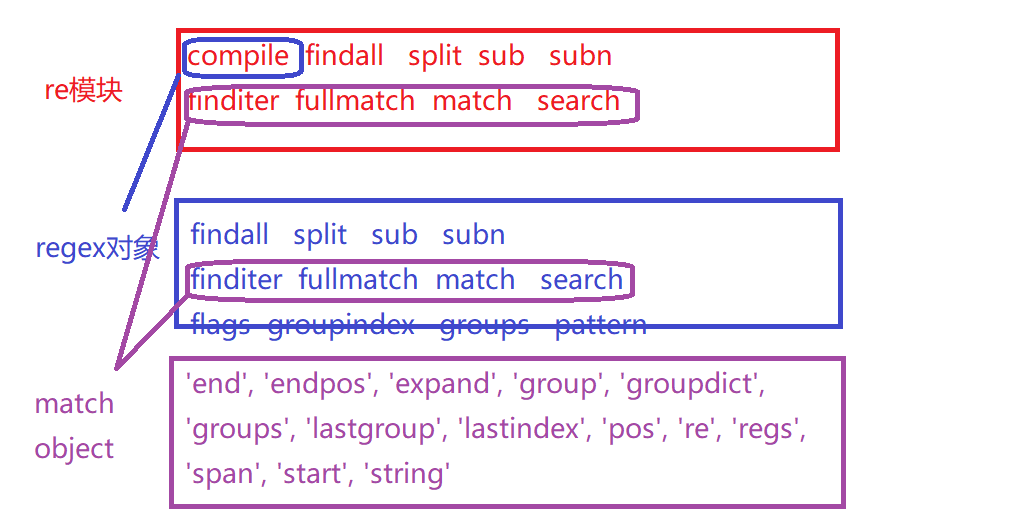 compile findall split sub subn
re模块
finditer fullmatch match search
findall split sub subn
regex对象
finditer fullmatch match search
flags groupindex groups pattern
'end', 'endpos', 'expand', 'group', 'groupdict',
match
'groups', 'lastgroup', 'lastindex', 'pos', 're', 'regs',
object
'span', 'start', 'string'